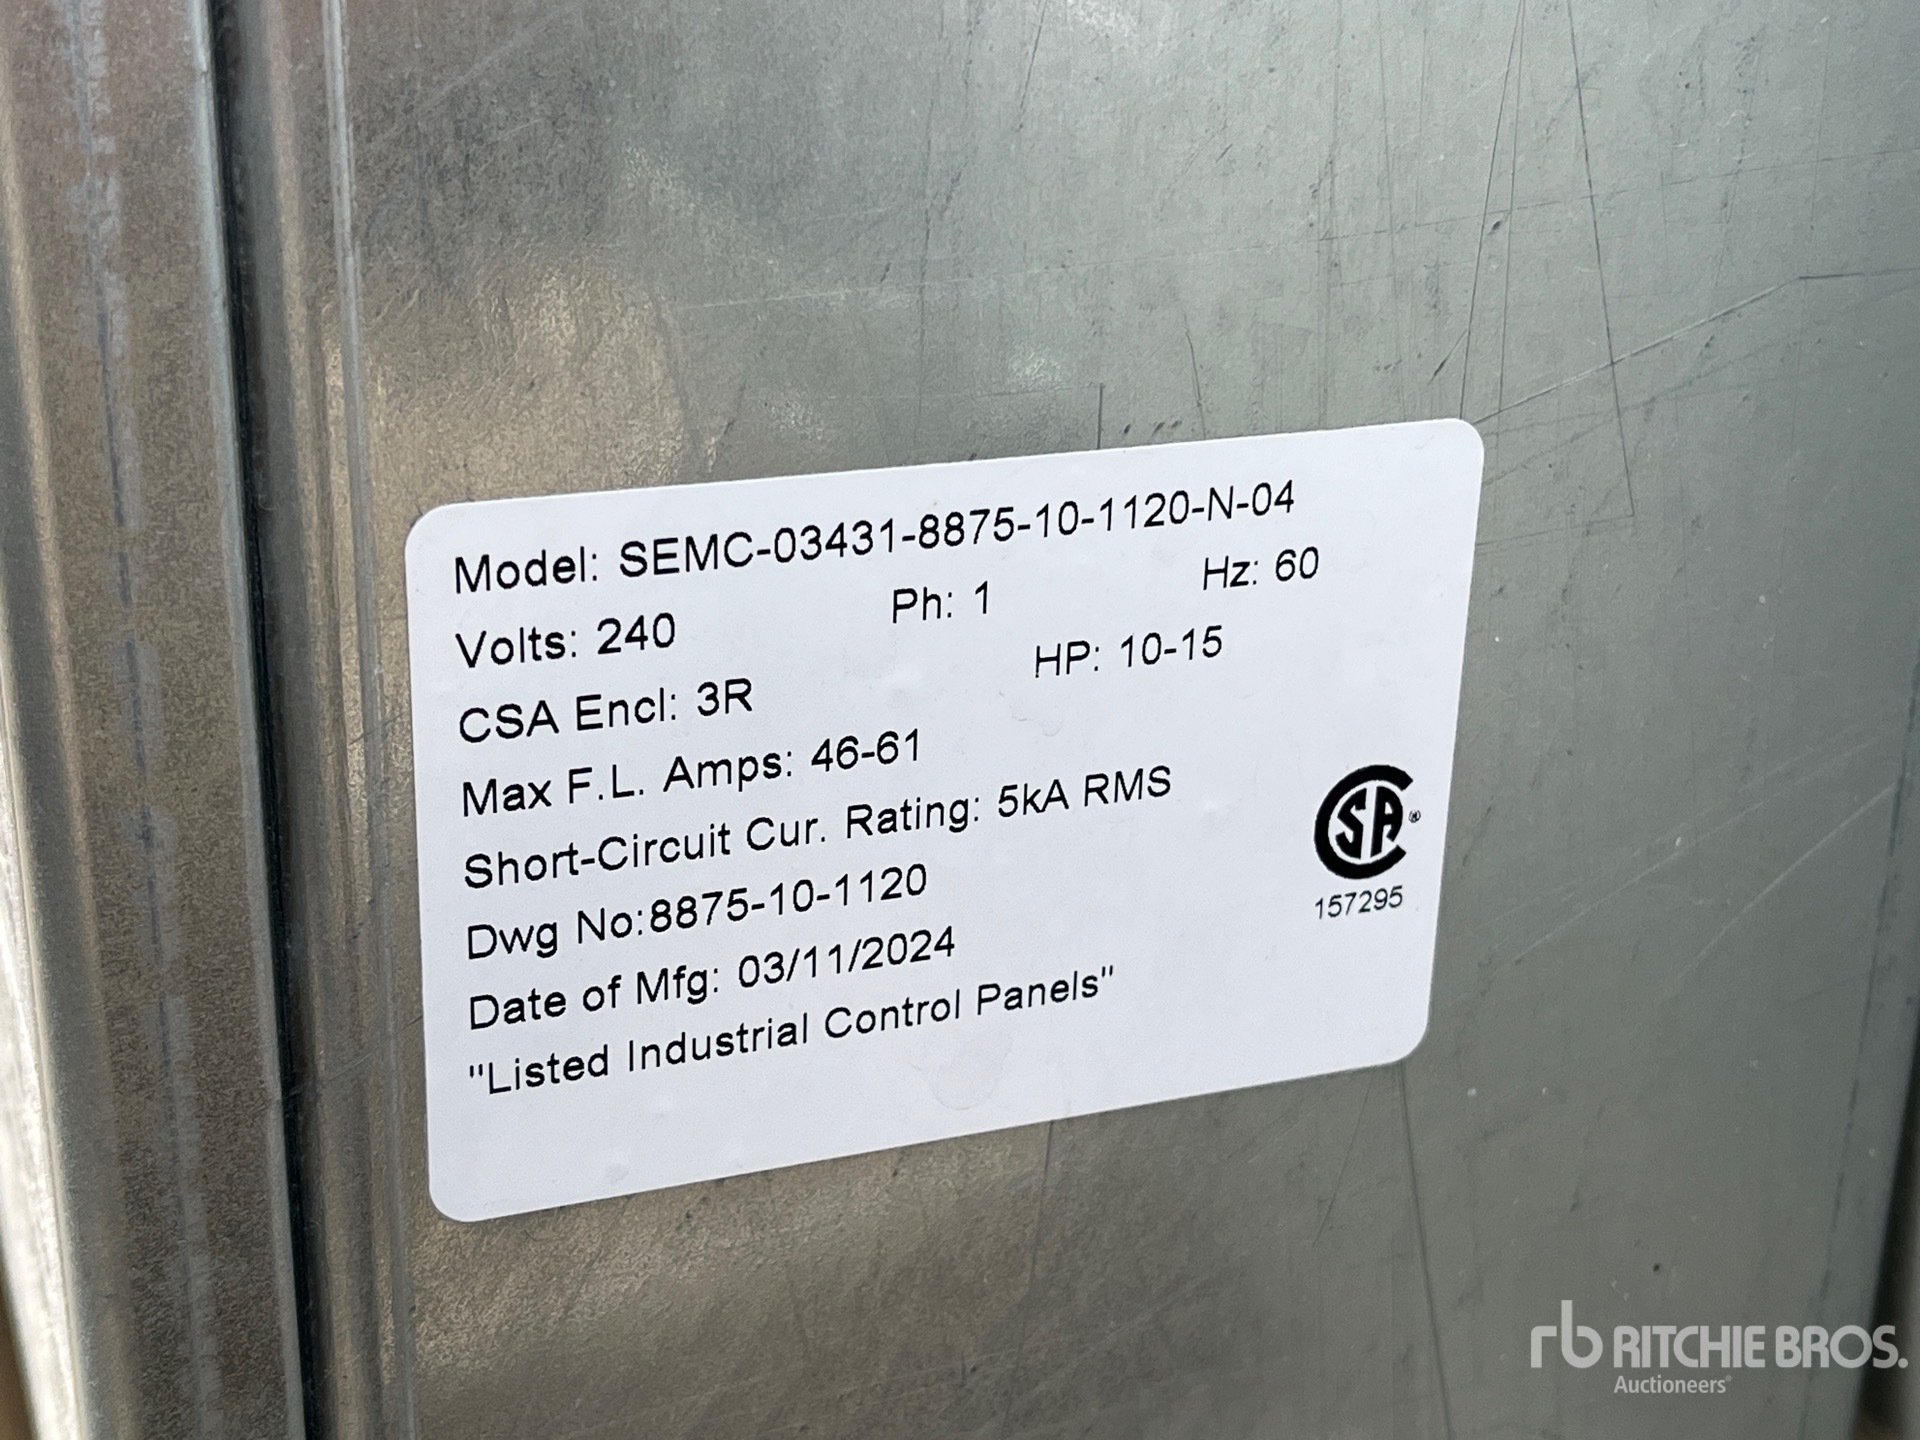 Model: SEMC-03431-8875-10-1120-N-04
Volts: 240 Ph: 1 Hz: 60
CSA Encl: 3R HP: 10-15
Max F.L. Amps: 46-61
Short-Circuit Cur. Rating: 5kA RMS
Dwg No:8875-10-1120
Date of Mfg: 03/11/2024
"Listed Industrial Control Panels"
CSA®
157295
rb RITCHIE BROS.
Auctioneers®